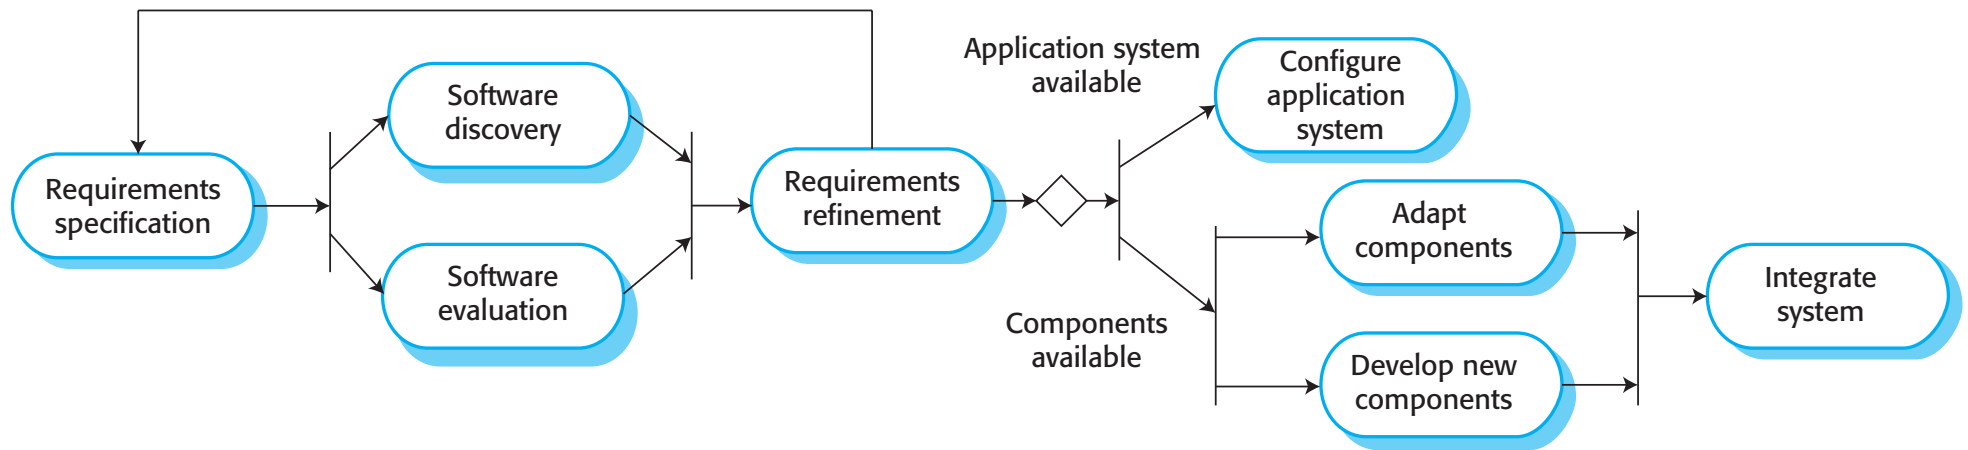 Requirements
specification
Software
discovery
Software
evaluation
Requirements
refinement
Application system
available
Configure
application
system
Components
available
Adapt
components
Develop new
components
Integrate
system